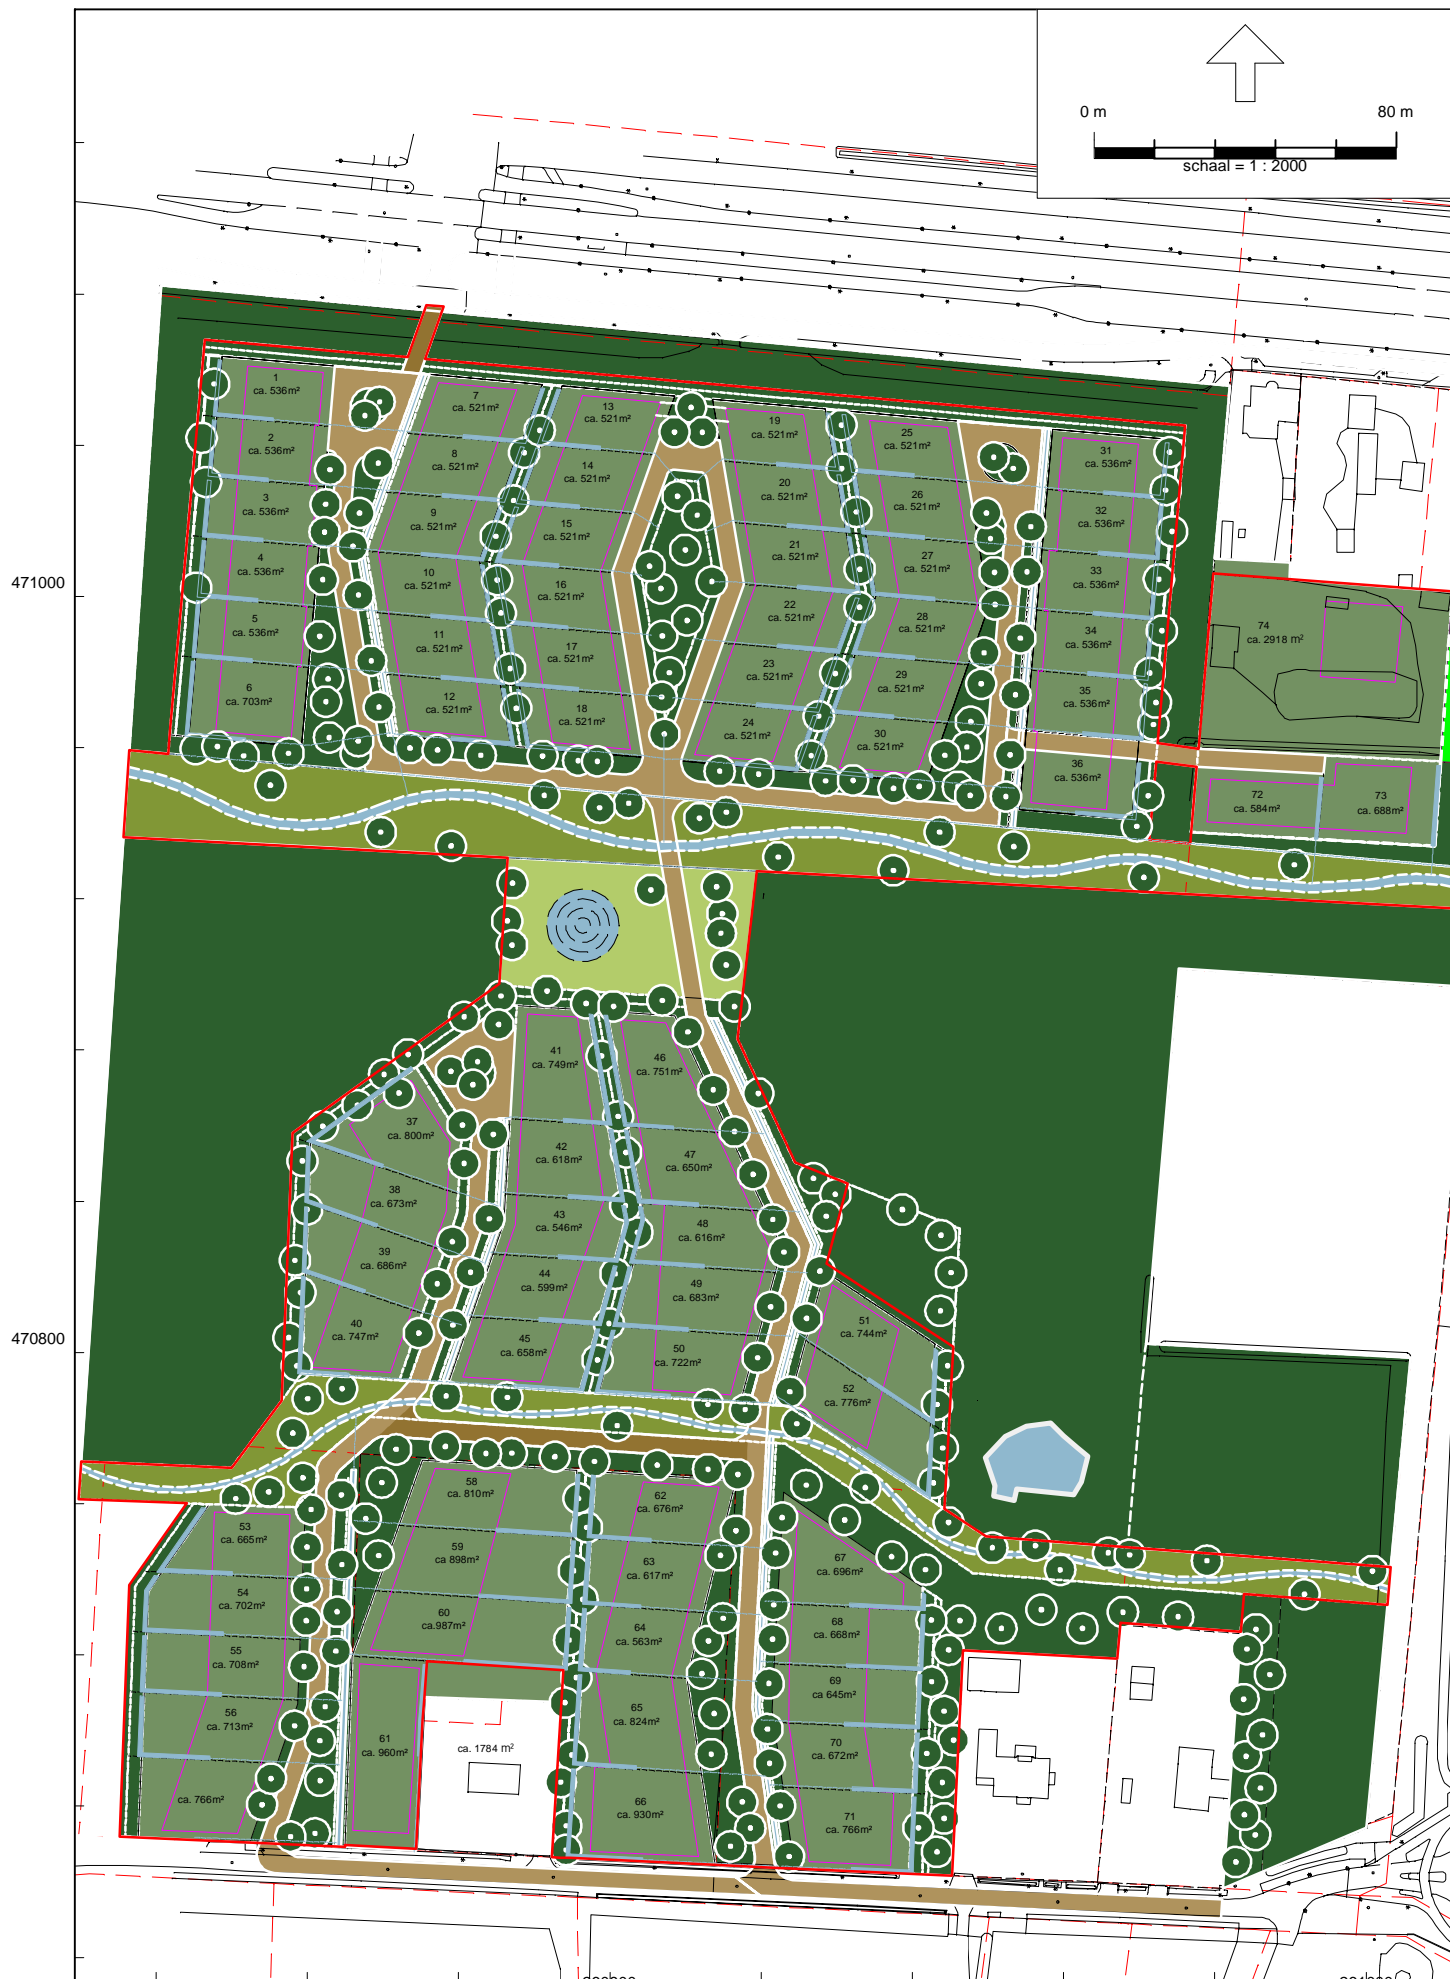 0 m
80 m
schaal = 1 : 2000
471000
470800
1
ca. 536m²
2
ca. 536m²
3
ca. 536m²
4
ca. 536m²
5
ca. 536m²
6
ca. 703m²
7
ca. 521m²
8
ca. 521m²
9
ca. 521m²
10
ca. 521m²
11
ca. 521m²
12
ca. 521m²
13
ca. 521m²
14
ca. 521m²
15
ca. 521m²
16
ca. 521m²
17
ca. 521m²
18
ca. 521m²
19
ca. 521m²
20
ca. 521m²
21
ca. 521m²
22
ca. 521m²
23
ca. 521m²
24
ca. 521m²
25
ca. 521m²
26
ca. 521m²
27
ca. 521m²
28
ca. 521m²
29
ca. 521m²
30
ca. 521m²
31
ca. 536m²
32
ca. 536m²
33
ca. 536m²
34
ca. 536m²
35
ca. 536m²
36
ca. 536m²
74
ca. 2918 m²
72
ca. 584m²
73
ca. 688m²
37
ca. 800m²
38
ca. 673m²
39
ca. 686m²
40
ca. 747m²
41
ca. 749m²
42
ca. 618m²
43
ca. 546m²
44
ca. 599m²
45
ca. 658m²
46
ca. 751m²
47
ca. 650m²
48
ca. 616m²
49
ca. 683m²
50
ca. 722m²
51
ca. 744m²
52
ca. 776m²
53
ca. 665m²
54
ca. 702m²
55
ca. 708m²
56
ca. 713m²
ca. 766m²
58
ca. 810m²
59
ca 898m²
60
ca.987m²
61
ca. 960m²
ca. 1784 m²
62
ca. 676m²
63
ca. 617m²
64
ca. 563m²
65
ca. 824m²
66
ca. 930m²
67
ca. 696m²
68
ca. 668m²
69
ca 645m²
70
ca. 672m²
71
ca. 766m²